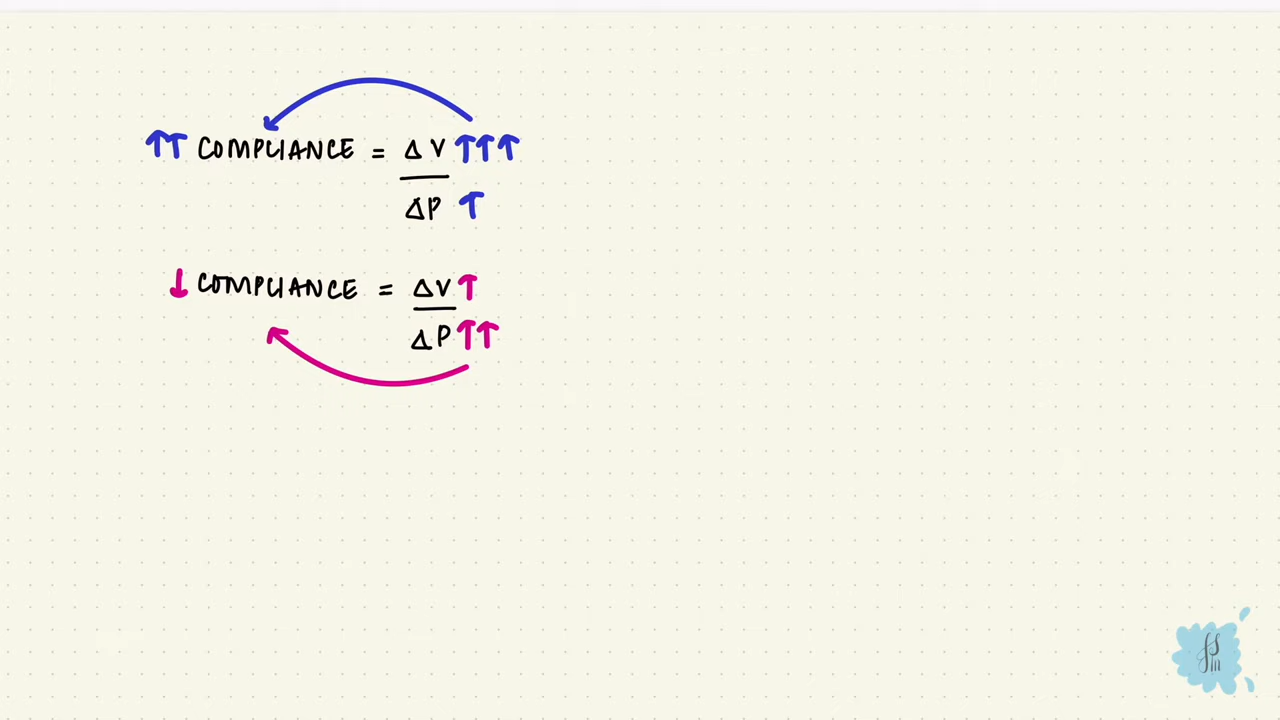 ↑↑ COMPLIANCE = ΔV ↑↑↑
ΔP ↑
↓ COMPLIANCE = ΔV ↑
ΔP ↑↑